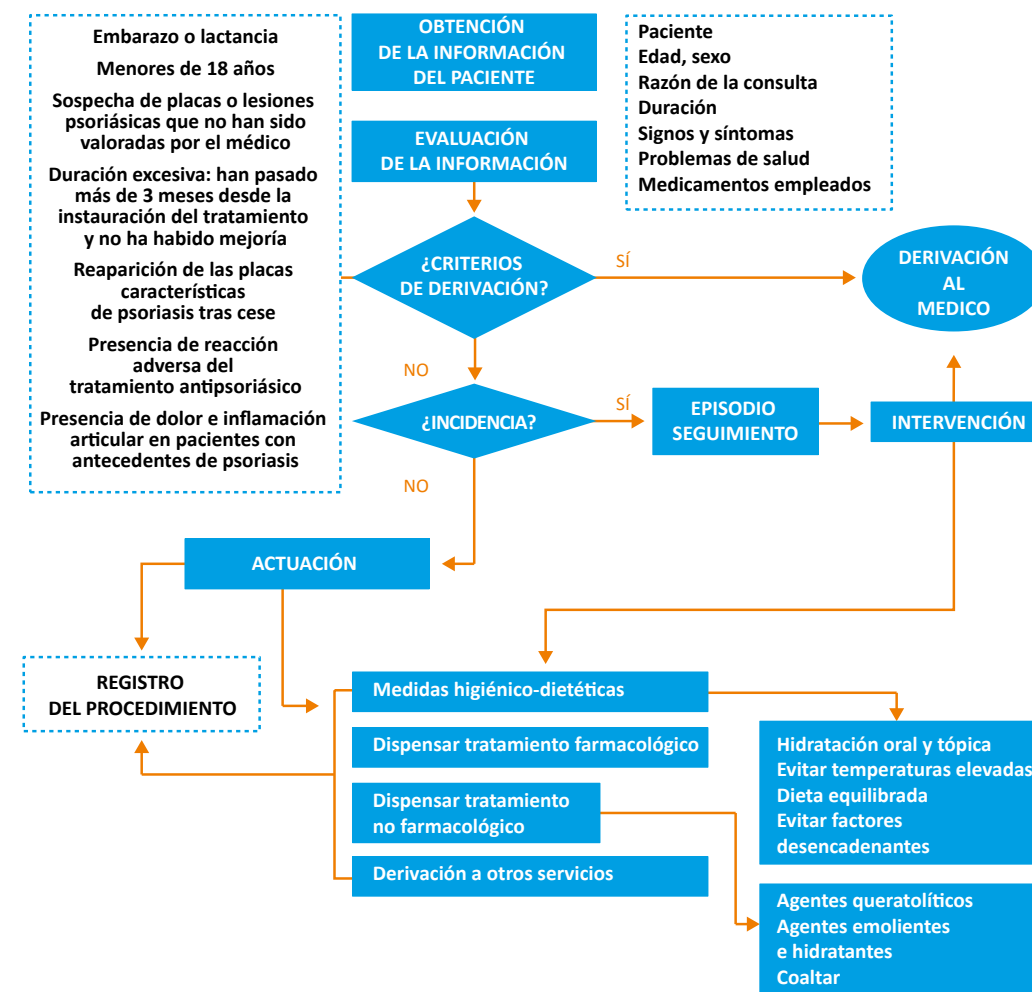 Embarazo o lactancia
Menores de 18 años
Sospecha de placas o lesiones
psoriásicas que no han sido
valoradas por el médico
Duración excesiva: han pasado
más de 3 meses desde la
instauración del tratamiento
y no ha habido mejoría
Reaparición de las placas
características
de psoriasis tras cese
Presencia de reacción
adversa del
tratamiento antipsoriásico
Presencia de dolor e inflamación
articular en pacientes con
antecedentes de psoriasis
OBTENCIÓN
DE LA INFORMACIÓN
DEL PACIENTE
Paciente
Edad, sexo
Razón de la consulta
Duración
Signos y síntomas
Problemas de salud
Medicamentos empleados
EVALUACIÓN
DE LA INFORMACIÓN
¿CRITERIOS
DE DERIVACIÓN?
SÍ
DERIVACIÓN
AL
MEDICO
NO
¿INCIDENCIA?
SÍ
EPISODIO
SEGUIMIENTO
INTERVENCIÓN
NO
ACTUACIÓN
REGISTRO
DEL PROCEDIMIENTO
Medidas higiénico-dietéticas
Dispensar tratamiento farmacológico
Dispensar tratamiento
no farmacológico
Derivación a otros servicios
Hidratación oral y tópica
Evitar temperaturas elevadas
Dieta equilibrada
Evitar factores
desencadenantes
Agentes queratolíticos
Agentes emolientes
e hidratantes
Coaltar